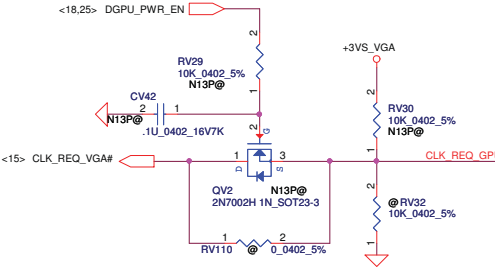 <18,25> DGPU_PWR_EN
2
RV29
10K_0402_5%
N13P@
1
+3VS_VGA
CV42
2 1
N13P@
.1U_0402_16V7K
2
RV30
10K_0402_5%
N13P@
1
2
G
<15> CLK_REQ_VGA#
1 3
D S
CLK_REQ_GP
QV2 N13P@
2N7002H 1N_SOT23-3
2
@ RV32
10K_0402_5%
1
1 2
RV110 @ 0_0402_5%